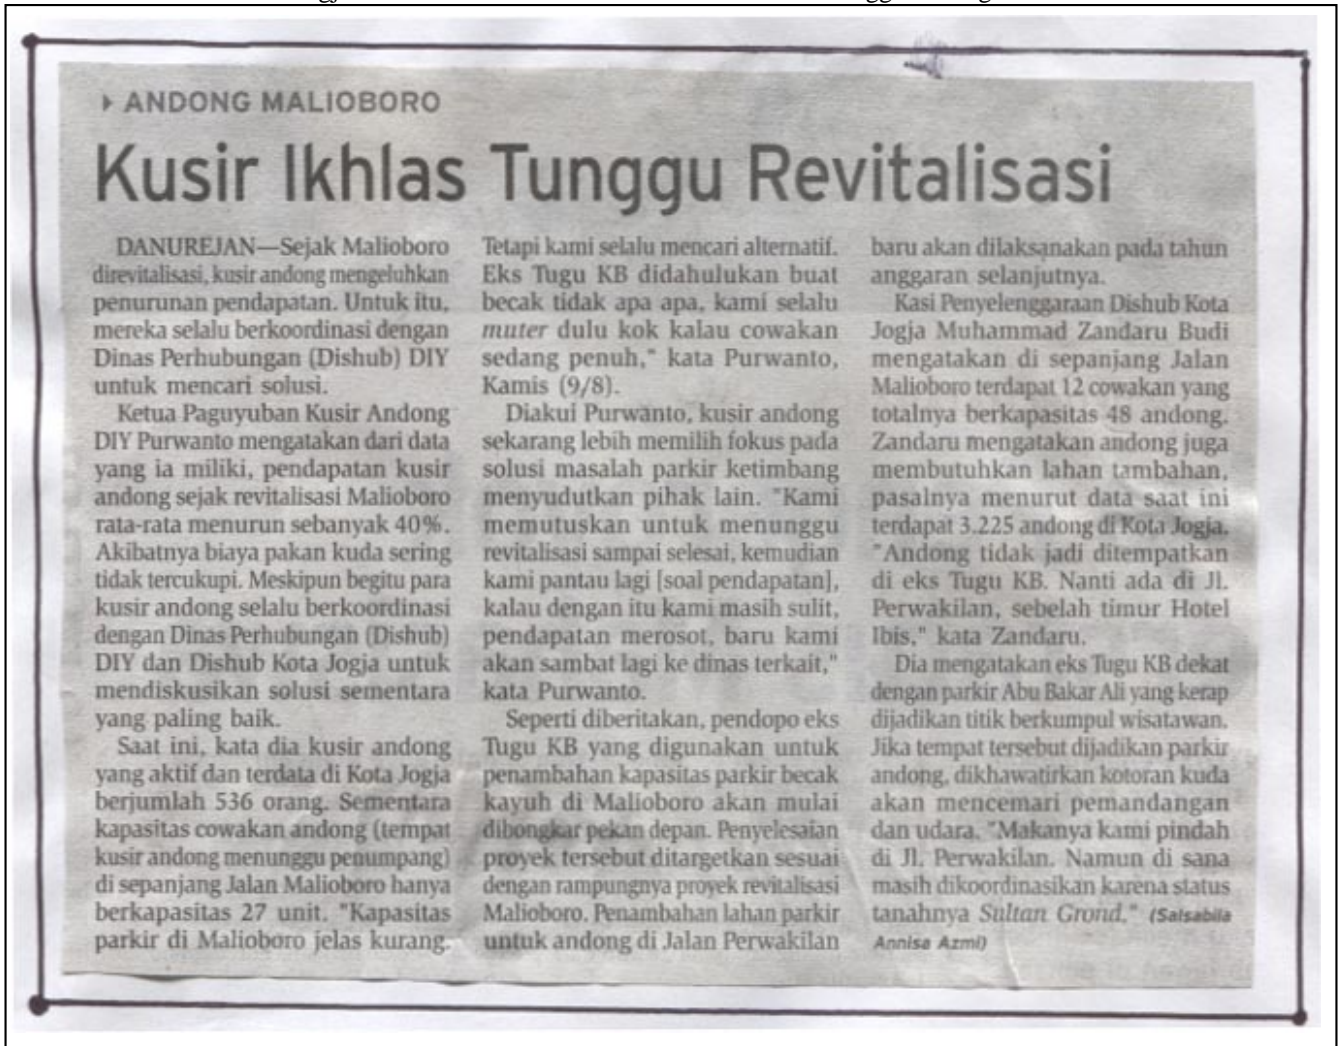 ANDONG MALIOBORO
Kusir Ikhlas Tunggu Revitalisasi
DANUREJAN—Sejak Malioboro
direvitalisasi, kusir andong mengeluhkan
penurunan pendapatan. Untuk itu,
mereka selalu berkoordinasi dengan
Dinas Perhubungan (Dishub) DIY
untuk mencari solusi.
Ketua Paguyuban Kusir Andong
DIY Purwanto mengatakan dari data
yang ia miliki, pendapatan kusir
andong sejak revitalisasi Malioboro
rata-rata menurun sebanyak 40%.
Akibatnya biaya pakan kuda sering
tidak tercukupi. Meskipun begitu para
kusir andong selalu berkoordinasi
dengan Dinas Perhubungan (Dishub)
DIY dan Dishub Kota Jogja untuk
mendiskusikan solusi sementara
yang paling baik.
Saat ini, kata dia kusir andong
yang aktif dan terdata di Kota Jogja
berjumlah 536 orang. Sementara
kapasitas cowakan andong (tempat
kusir andong menunggu penumpang)
di sepanjang Jalan Malioboro hanya
berkapasitas 27 unit. "Kapasitas
parkir di Malioboro jelas kurang.
Tetapi kami selalu mencari alternatif.
Eks Tugu KB didahulukan buat
becak tidak apa apa, kami selalu
muter dulu kok kalau cowakan
sedang penuh," kata Purwanto,
Kamis (9/8).
Diakui Purwanto, kusir andong
sekarang lebih memilih fokus pada
solusi masalah parkir ketimbang
menyudutkan pihak lain. "Kami
memutuskan untuk menunggu
revitalisasi sampai selesai, kemudian
kami pantau lagi [soal pendapatan],
kalau dengan itu kami masih sulit,
pendapatan merosot, baru kami
akan sambat lagi ke dinas terkait,"
kata Purwanto.
Seperti diberitakan, pendopo eks
Tugu KB yang digunakan untuk
penambahan kapasitas parkir becak
kayuh di Malioboro akan mulai
dibongkar pekan depan. Penyelesaian
proyek tersebut ditargetkan sesuai
dengan rampungnya proyek revitalisasi
Malioboro. Penambahan lahan parkir
untuk andong di Jalan Perwakilan
baru akan dilaksanakan pada tahun
anggaran selanjutnya.
Kasi Penyelenggaraan Dishub Kota
Jogja Muhammad Zandaru Budi
mengatakan di sepanjang Jalan
Malioboro terdapat 12 cowakan yang
totalnya berkapasitas 48 andong.
Zandaru mengatakan andong juga
membutuhkan lahan tambahan,
pasalnya menurut data saat ini
terdapat 3.225 andong di Kota Jogja.
"Andong tidak jadi ditempatkan
di eks Tugu KB. Nanti ada di Jl.
Perwakilan, sebelah timur Hotel
Ibis," kata Zandaru.
Dia mengatakan eks Tugu KB dekat
dengan parkir Abu Bakar Ali yang kerap
dijadikan titik berkumpul wisatawan.
Jika tempat tersebut dijadikan parkir
andong, dikhawatirkan kotoran kuda
akan mencemari pemandangan
dan udara. "Makanya kami pindah
di Jl. Perwakilan. Namun di sana
masih dikoordinasikan karena status
tanahnya Sultan Grond." (Salsabila
Annisa Azmi)